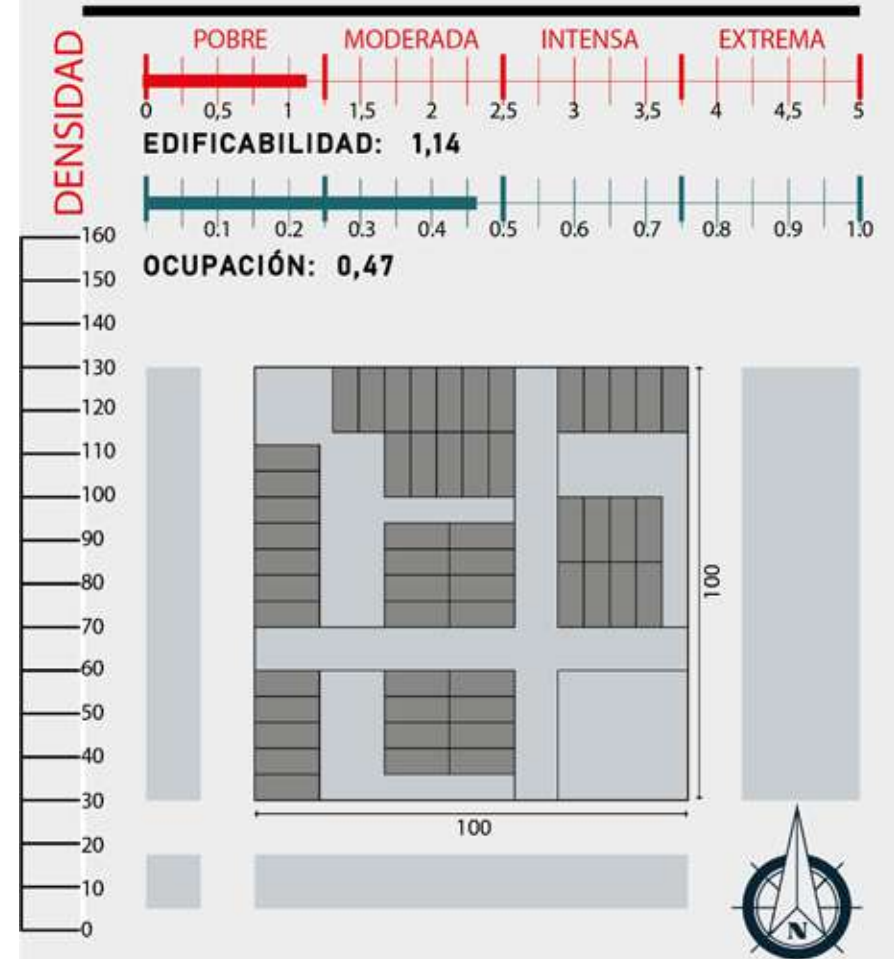 DENSIDAD
POBRE MODERADA INTENSA EXTREMA
0 0,5 1 1,5 2 2,5 3 3,5 4 4,5 5
EDIFICABILIDAD: 1,14
0.1 0.2 0.3 0.4 0.5 0.6 0.7 0.8 0.9 1.0
OCUPACIÓN: 0,47
160
150
140
130
120
110
100
90
80
70
60
50
40
30
20
10
0
100
100
N